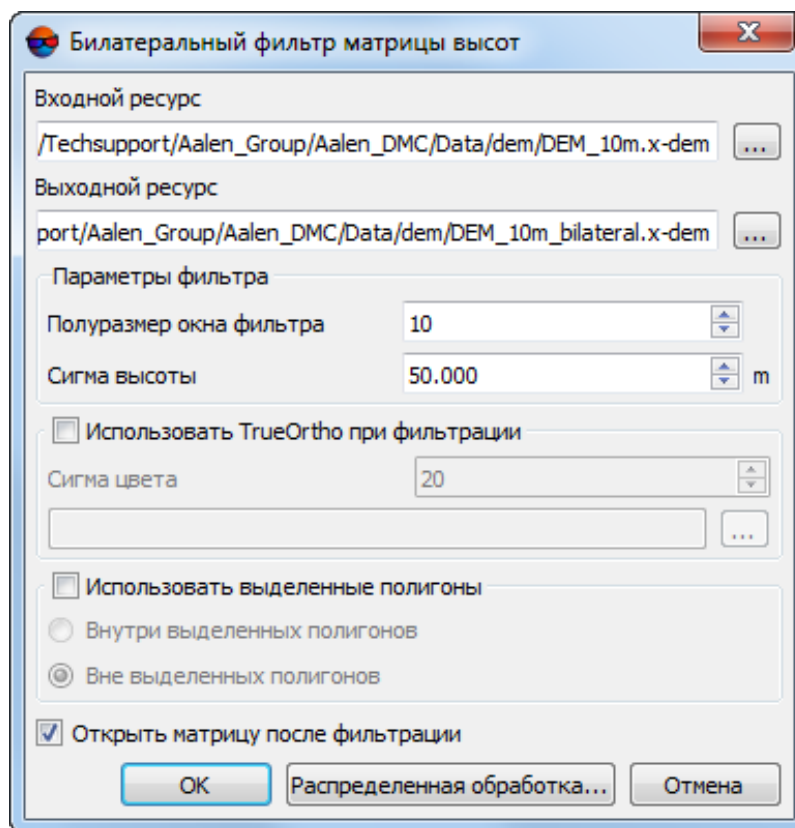 Билатеральный фильтр матрицы высот
Входной ресурс
/Techsupport/Aalen_Group/Aalen_DMC/Data/dem/DEM_10m.x-dem ...
Выходной ресурс
port/Aalen_Group/Aalen_DMC/Data/dem/DEM_10m_bilateral.x-dem ...
Параметры фильтра
Полуразмер окна фильтра 10
Сигма высоты 50.000 m
Использовать TrueOrtho при фильтрации
Сигма цвета 20
...
Использовать выделенные полигоны
Внутри выделенных полигонов
Вне выделенных полигонов
Открыть матрицу после фильтрации
OK Распределенная обработка... Отмена